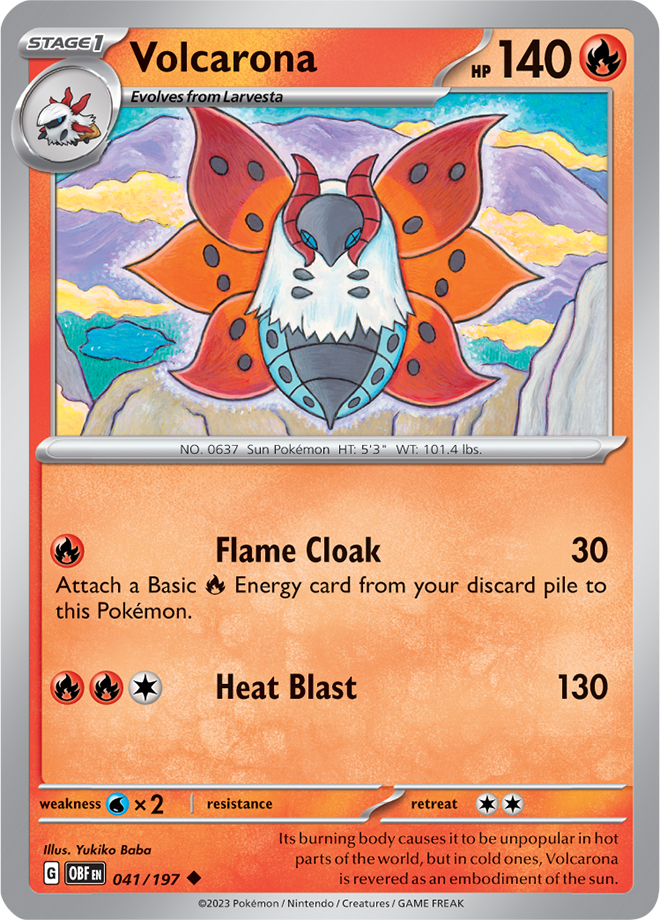 STAGE1
Volcarona
HP 140
Evolves from Larvesta
NO. 0637 Sun Pokémon HT: 5'3" WT: 101.4 lbs.
Flame Cloak 30
Attach a Basic Energy card from your discard pile to
this Pokémon.
Heat Blast 130
weakness ×2 resistance retreat
Illus. Yukiko Baba
Its burning body causes it to be unpopular in hot
parts of the world, but in cold ones, Volcarona
is revered as an embodiment of the sun.
G OBF EN 041/197
©2023 Pokémon / Nintendo / Creatures / GAME FREAK